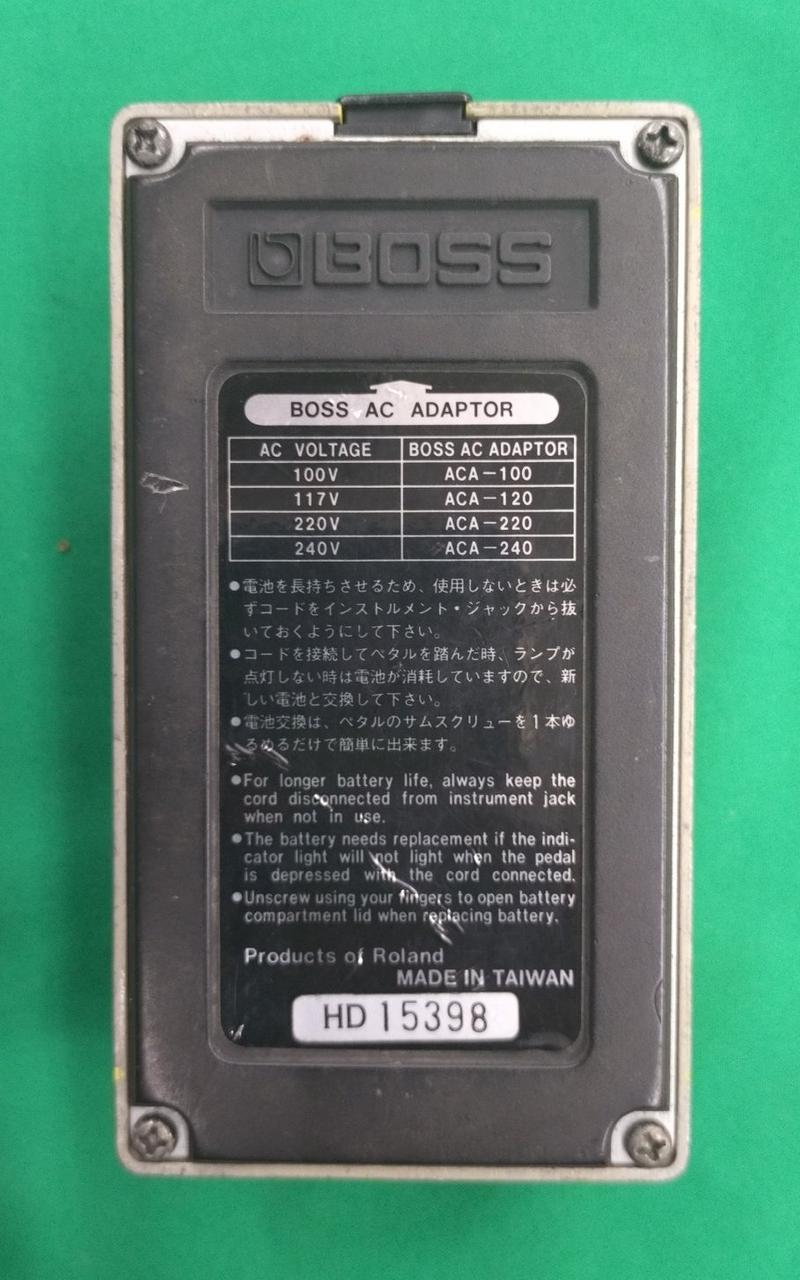 BOSS
BOSS AC ADAPTOR
AC VOLTAGE BOSS AC ADAPTOR
100V ACA-100
117V ACA-120
220V ACA-220
240V ACA-240
●電池を長持ちさせるため、使用しないときは必
ずコードをインストルメント・ジャックから抜
いておくようにして下さい。
●コードを接続してペタルを踏んだ時、ランプが
点灯しない時は電池が消耗していますので、新
しい電池と交換して下さい。
●電池交換は、ペタルのサムスクリューを1本ゆ
るめるだけで簡単に出来ます。
●For longer battery life, always keep the
cord disconnected from instrument jack
when not in use.
●The battery needs replacement if the indi-
cator light will not light when the pedal
is depressed with the cord connected.
●Unscrew using your fingers to open battery
compartment lid when replacing battery.
Products of Roland
MADE IN TAIWAN
HD 15398